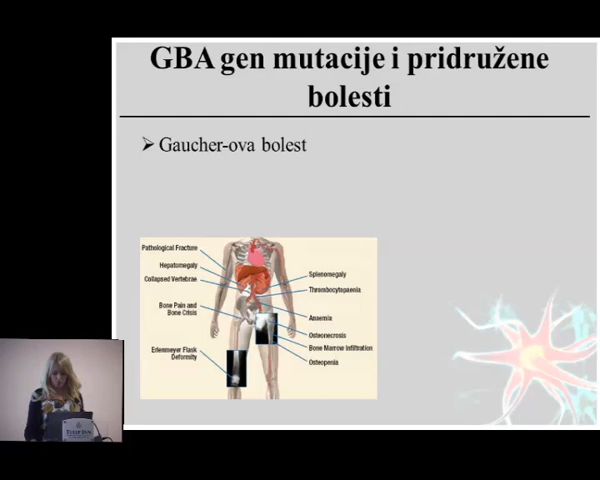 GBA gen mutacije i pridružene
bolesti
➢ Gaucher-ova bolest
Pathological Fracture
Hepatomegaly
Collapsed Vertebrae
Bone Pain and
Bone Crisis
Erlenmeyer Flask
Deformity
Splenomegaly
Thrombocytopaenia
Anaemia
Osteonecrosis
Bone Marrow Infiltration
Osteopenia